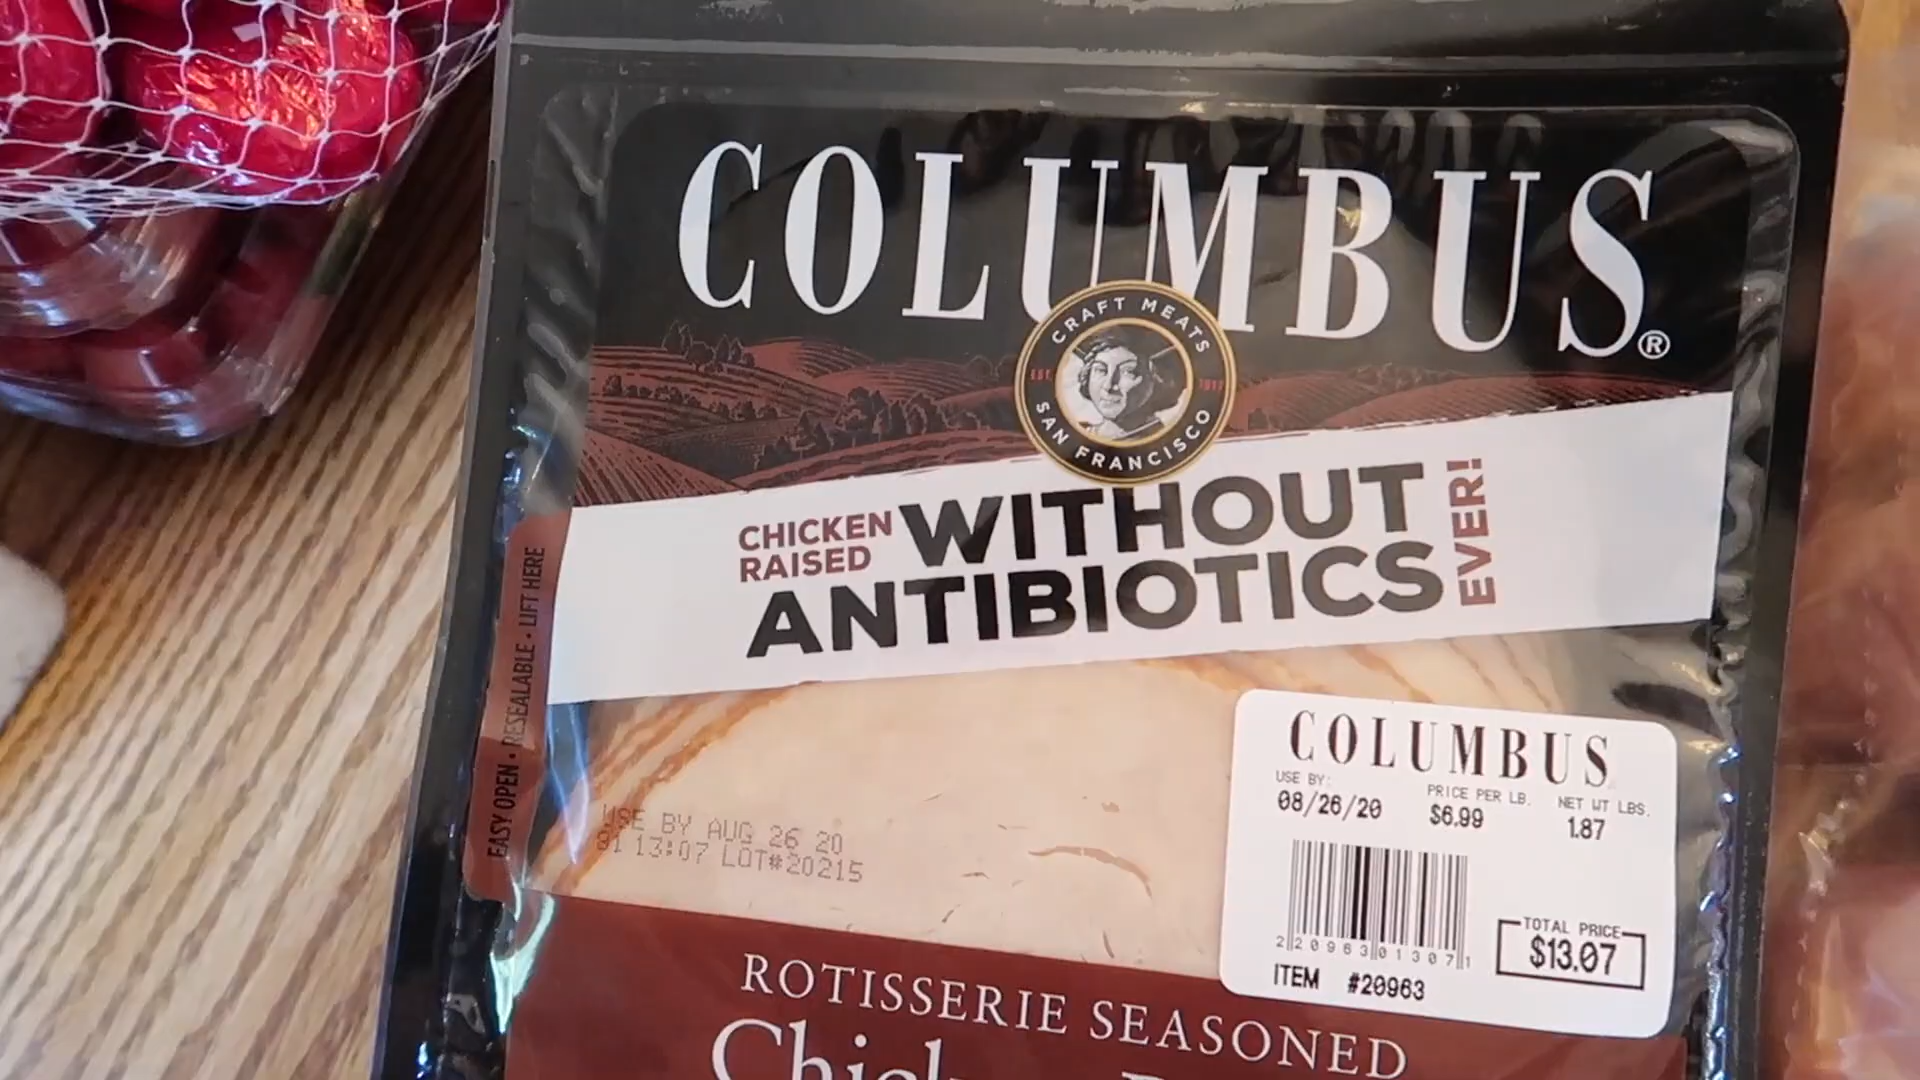 COLUMBUS®
CRAFT MEATS
EST. 1917
SAN FRANCISCO
CHICKEN
RAISED
WITHOUT
ANTIBIOTICS
EVER!
EASY OPEN • RESEALABLE • LIFT HERE
USE BY AUG 26 20
13:07 LOT#20215
COLUMBUS
USE BY: PRICE PER LB. NET WT LBS.
08/26/20 $6.99 1.87
2 20963 01307 1
TOTAL PRICE
$13.07
ITEM #20963
ROTISSERIE SEASONED